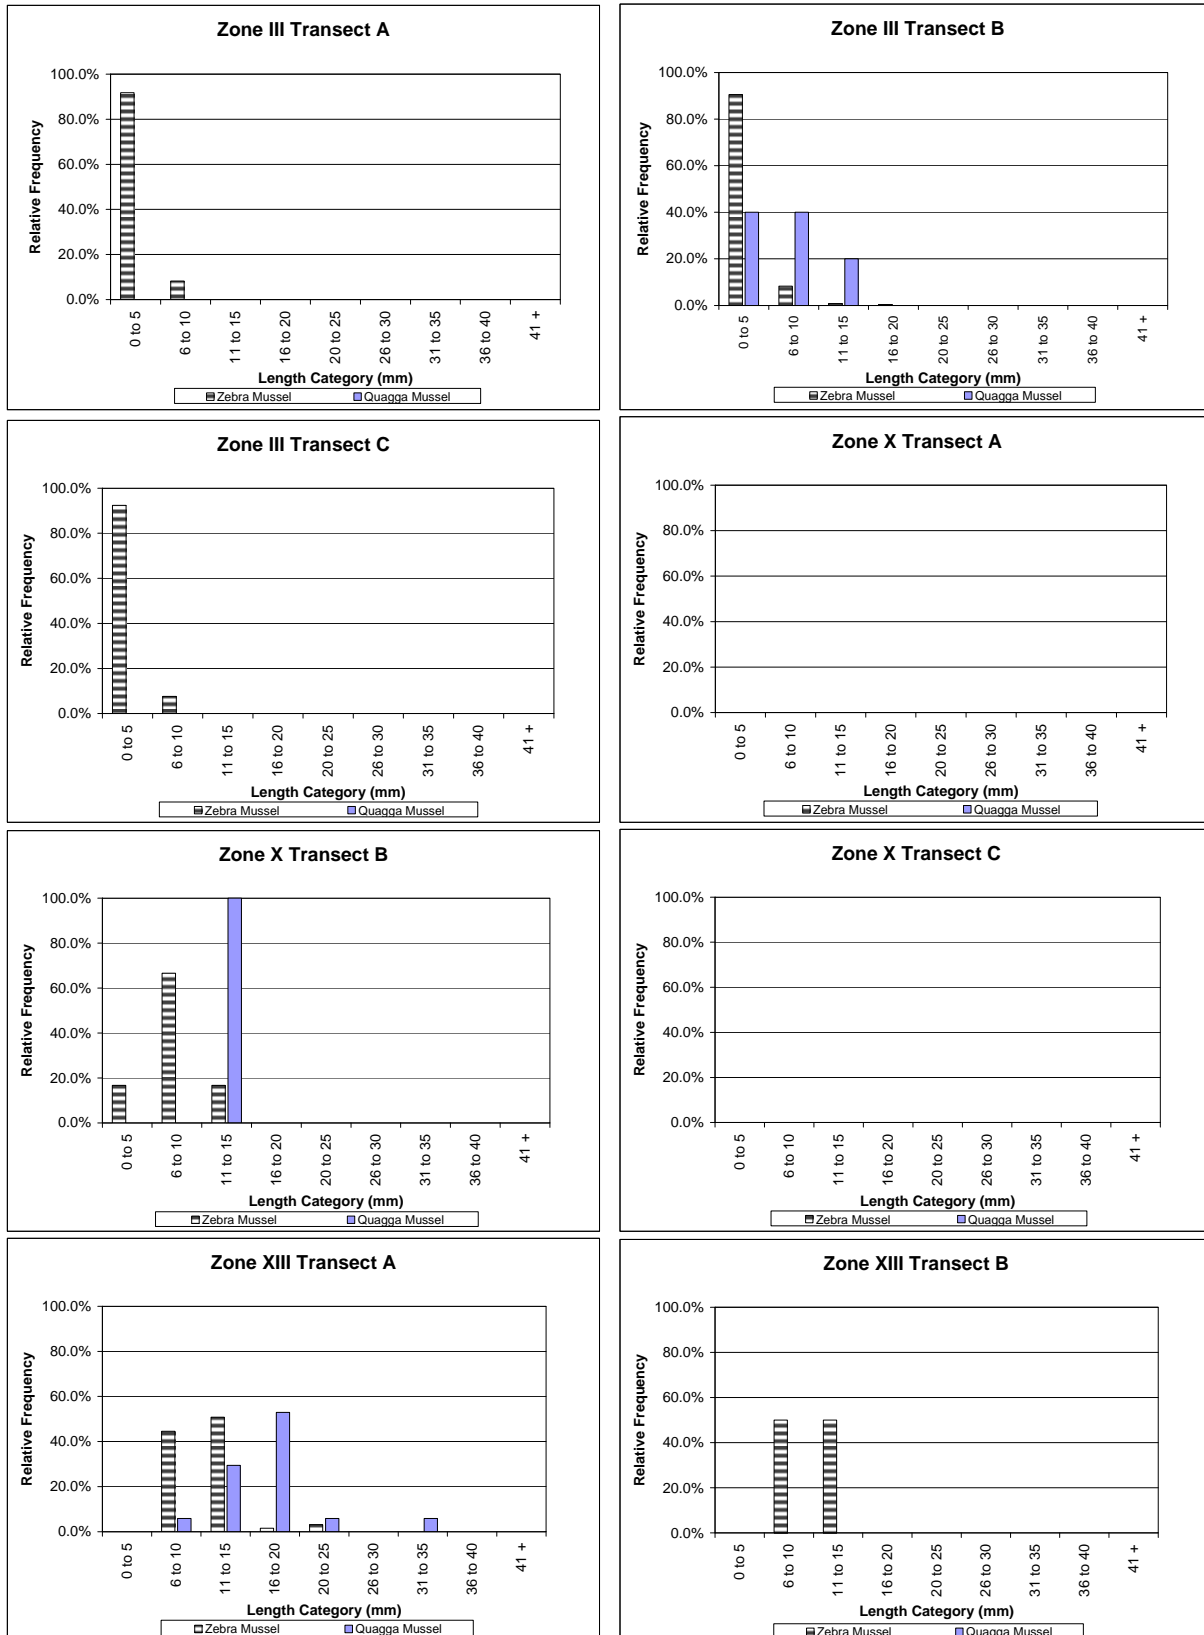 Zone III Transect A
Relative Frequency
100.0%
80.0%
60.0%
40.0%
20.0%
0.0%
0 to 5
6 to 10
11 to 15
16 to 20
20 to 25
26 to 30
31 to 35
36 to 40
41 +
Length Category (mm)
Zebra Mussel Quagga Mussel
Zone III Transect B
Relative Frequency
100.0%
80.0%
60.0%
40.0%
20.0%
0.0%
0 to 5
6 to 10
11 to 15
16 to 20
20 to 25
26 to 30
31 to 35
36 to 40
41 +
Length Category (mm)
Zebra Mussel Quagga Mussel
Zone III Transect C
Relative Frequency
100.0%
80.0%
60.0%
40.0%
20.0%
0.0%
0 to 5
6 to 10
11 to 15
16 to 20
20 to 25
26 to 30
31 to 35
36 to 40
41 +
Length Category (mm)
Zebra Mussel Quagga Mussel
Zone X Transect A
Relative Frequency
100.0%
80.0%
60.0%
40.0%
20.0%
0.0%
0 to 5
6 to 10
11 to 15
16 to 20
20 to 25
26 to 30
31 to 35
36 to 40
41 +
Length Category (mm)
Zebra Mussel Quagga Mussel
Zone X Transect B
Relative Frequency
100.0%
80.0%
60.0%
40.0%
20.0%
0.0%
0 to 5
6 to 10
11 to 15
16 to 20
20 to 25
26 to 30
31 to 35
36 to 40
41 +
Length Category (mm)
Zebra Mussel Quagga Mussel
Zone X Transect C
Relative Frequency
100.0%
80.0%
60.0%
40.0%
20.0%
0.0%
0 to 5
6 to 10
11 to 15
16 to 20
20 to 25
26 to 30
31 to 35
36 to 40
41 +
Length Category (mm)
Zebra Mussel Quagga Mussel
Zone XIII Transect A
Relative Frequency
100.0%
80.0%
60.0%
40.0%
20.0%
0.0%
0 to 5
6 to 10
11 to 15
16 to 20
20 to 25
26 to 30
31 to 35
36 to 40
41 +
Length Category (mm)
Zebra Mussel Quagga Mussel
Zone XIII Transect B
Relative Frequency
100.0%
80.0%
60.0%
40.0%
20.0%
0.0%
0 to 5
6 to 10
11 to 15
16 to 20
20 to 25
26 to 30
31 to 35
36 to 40
41 +
Length Category (mm)
Zebra Mussel Quagga Mussel